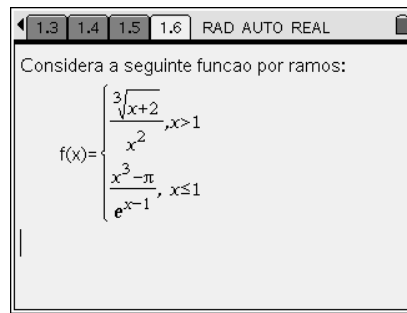 1.3 1.4 1.5 1.6 RAD AUTO REAL
Considera a seguinte funcao por ramos:
f(x)={ ∛(x+2)/x², x>1
(x³−π)/e^(x−1), x≤1